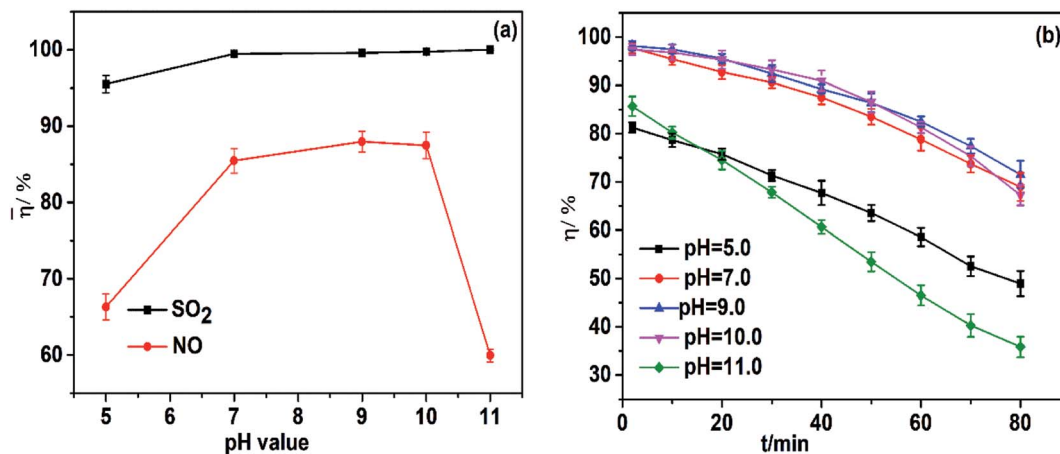 (a)
100
90
80
70
60
η̄/ %
SO2
NO
5 6 7 8 9 10 11
pH value
(b)
100
90
80
70
60
50
40
30
η/ %
pH=5.0
pH=7.0
pH=9.0
pH=10.0
pH=11.0
0 20 40 60 80
t/min